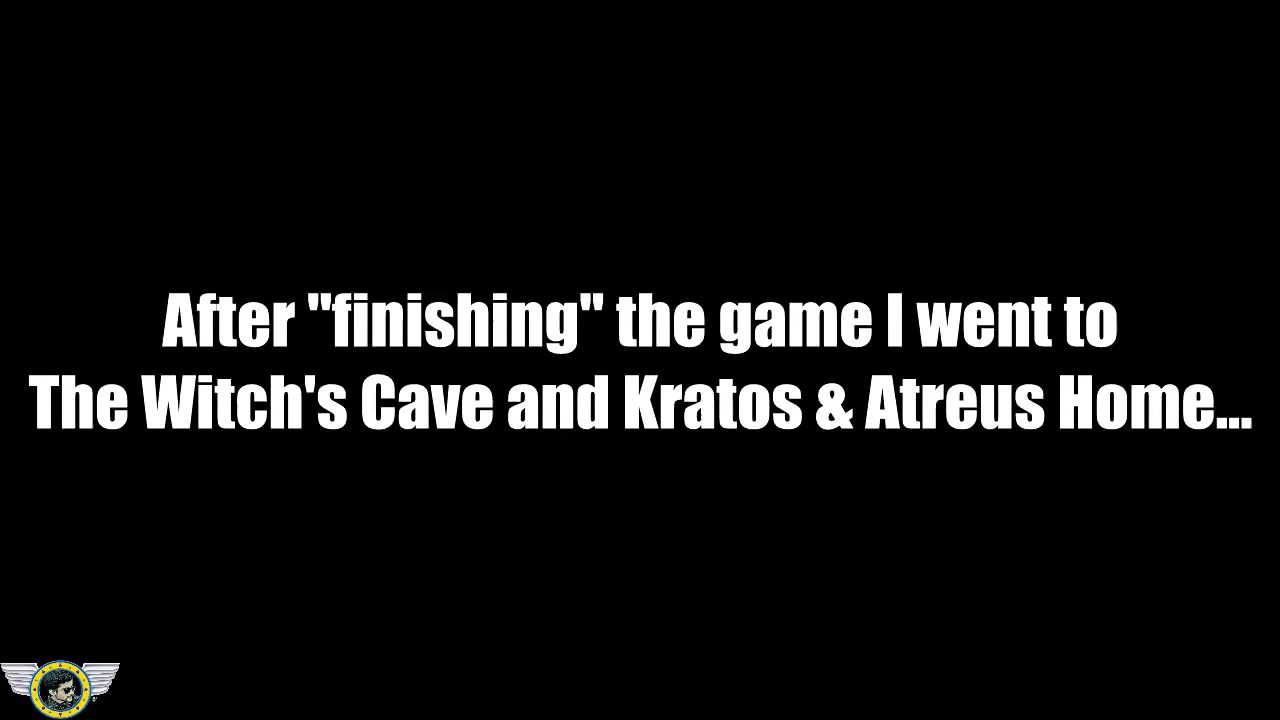 After "finishing" the game I went to
The Witch's Cave and Kratos & Atreus Home...